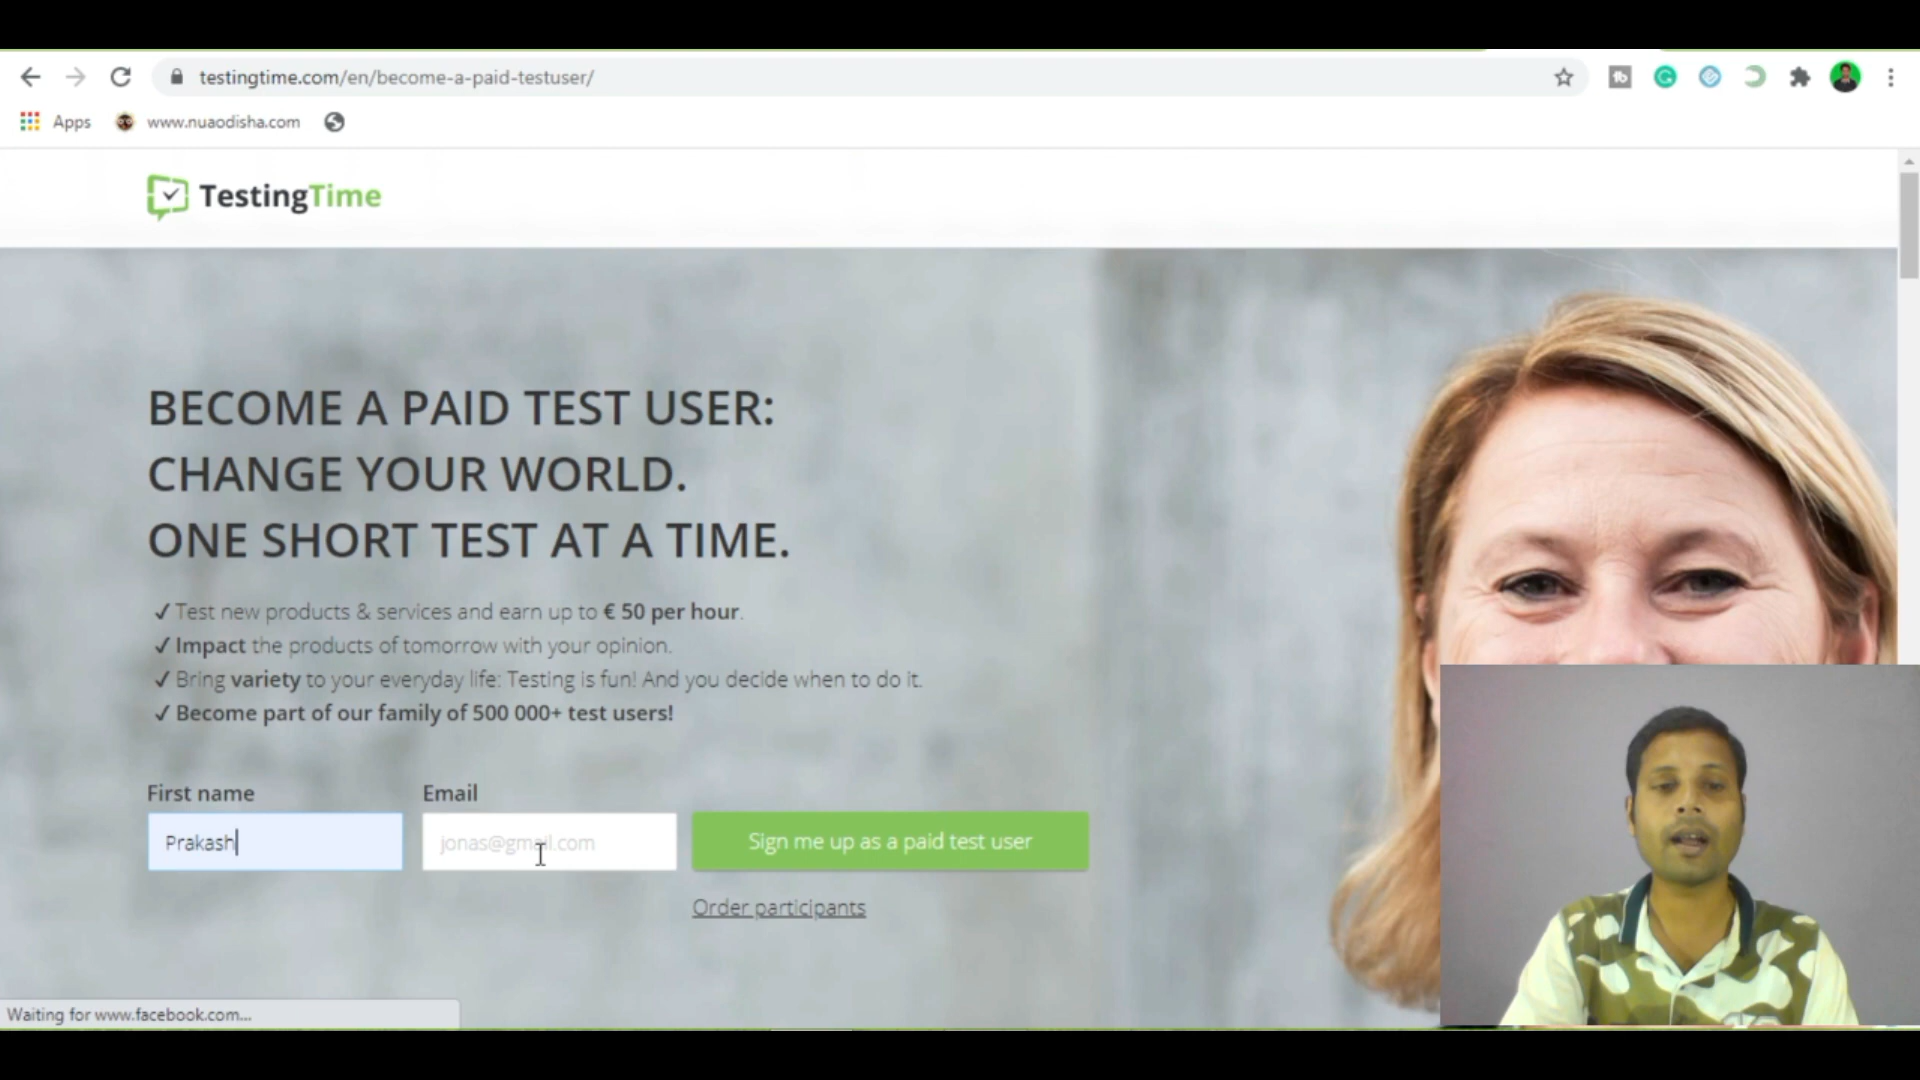 testingtime.com/en/become-a-paid-testuser/
Apps www.nuaodisha.com
TestingTime
BECOME A PAID TEST USER:
CHANGE YOUR WORLD.
ONE SHORT TEST AT A TIME.
✓ Test new products & services and earn up to € 50 per hour.
✓ Impact the products of tomorrow with your opinion.
✓ Bring variety to your everyday life: Testing is fun! And you decide when to do it.
✓ Become part of our family of 500 000+ test users!
First name Email
Prakash jonas@gmail.com Sign me up as a paid test user
Order participants
Waiting for www.facebook.com...